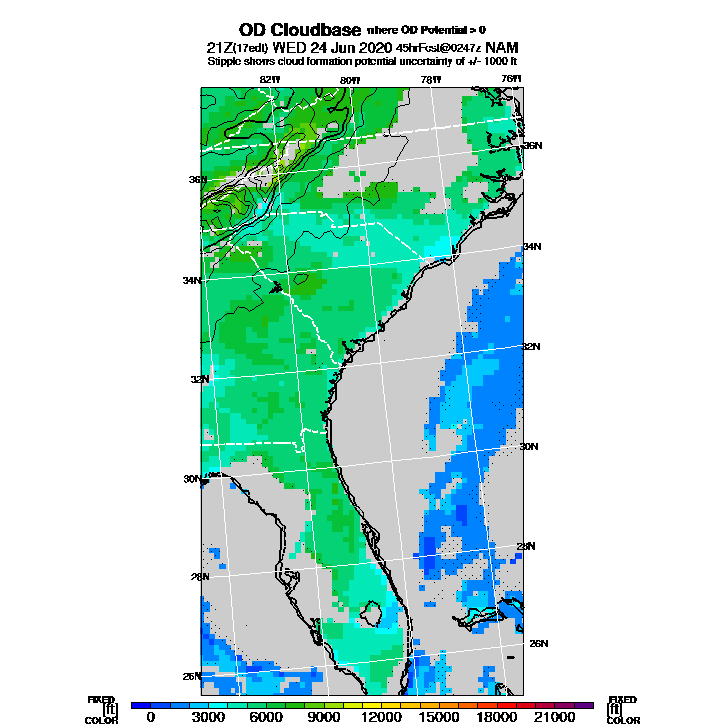 OD Cloudbase where OD Potential > 0
21Z(17edt) WED 24 Jun 2020 45hrFcst@0247z NAM
Stipple shows cloud formation potential uncertainty of +/- 1000 ft
82W 80W 78W 76W
36N
36N
34N
34N
32N
32N
30N
30N
28N
28N
26N
26N
FIXED FIXED
[ft] [ft]
COLOR 0 3000 6000 9000 12000 15000 18000 21000 COLOR